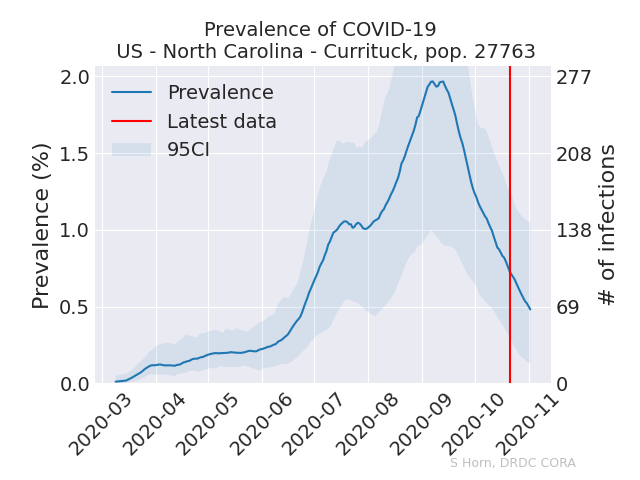 Prevalence of COVID-19
US - North Carolina - Currituck, pop. 27763
Prevalence (%)
2.0
1.5
1.0
0.5
0.0
Prevalence
Latest data
95CI
277
208
138
69
0
# of infections
2020-03
2020-04
2020-05
2020-06
2020-07
2020-08
2020-09
2020-10
2020-11
S Horn, DRDC CORA